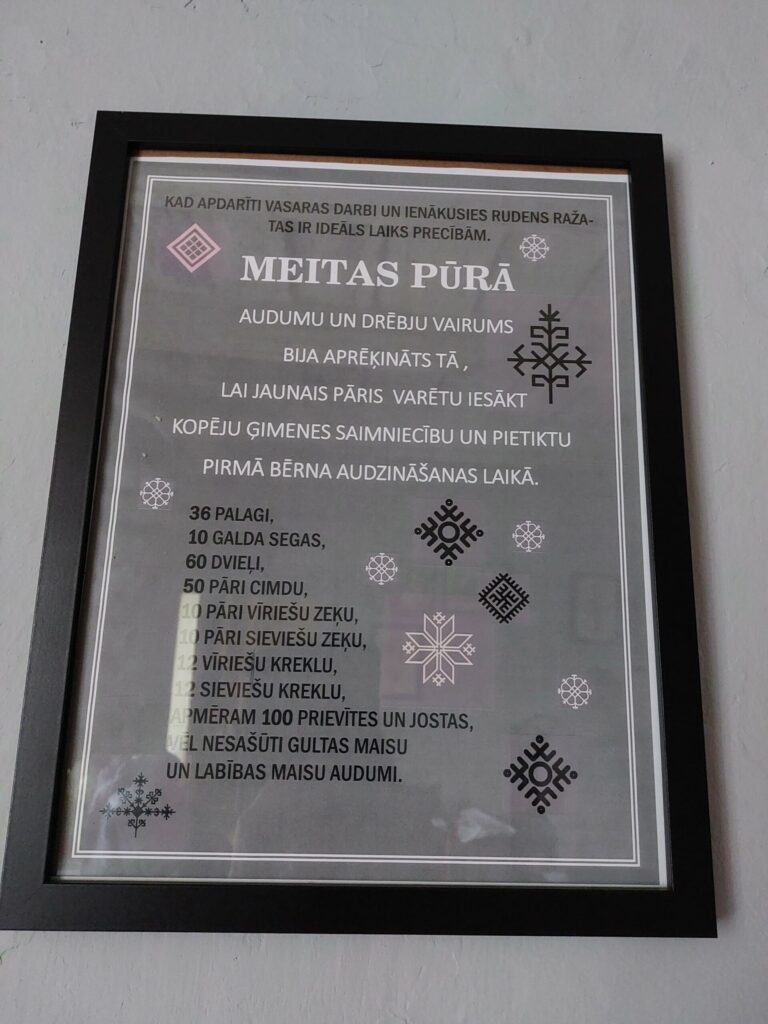 KAD APDARĪTI VASARAS DARBI UN IENĀKUSIES RUDENS RAŽA-
TAS IR IDEĀLS LAIKS PRECĪBĀM.
MEITAS PŪRĀ
AUDUMU UN DRĒBJU VAIRUMS
BIJA APRĒĶINĀTS TĀ ,
LAI JAUNAIS PĀRIS VARĒTU IESĀKT
KOPĒJU ĢIMENES SAIMNIECĪBU UN PIETIKTU
PIRMĀ BĒRNA AUDZINĀŠANAS LAIKĀ.
36 PALAGI,
10 GALDA SEGAS,
60 DVIEĻI,
50 PĀRI CIMDU,
10 PĀRI VĪRIEŠU ZEĶU,
10 PĀRI SIEVIEŠU ZEĶU,
12 VĪRIEŠU KREKLU,
12 SIEVIEŠU KREKLU,
APMĒRAM 100 PRIEVĪTES UN JOSTAS,
VĒL NESAŠŪTI GULTAS MAISU
UN LABĪBAS MAISU AUDUMI.